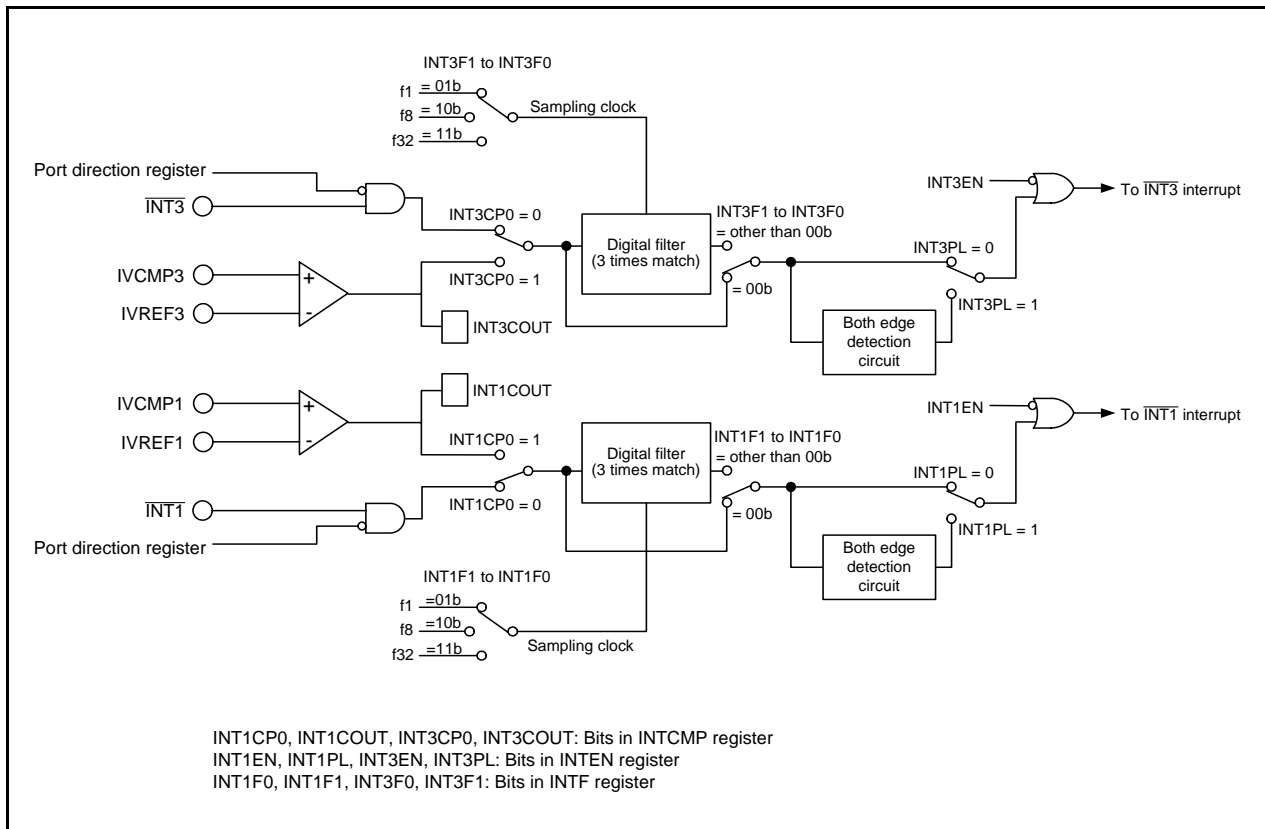 INT3F1 to INT3F0
f1 = 01b
f8 = 10b
f32 = 11b
Sampling clock
Port direction register
INT3
INT3CP0 = 0
INT3CP0 = 1
IVCMP3
IVREF3
+
-
INT3COUT
Digital filter
(3 times match)
INT3F1 to INT3F0
= other than 00b
= 00b
INT3EN
To INT3 interrupt
INT3PL = 0
INT3PL = 1
Both edge
detection
circuit
INT1COUT
IVCMP1
IVREF1
+
-
INT1CP0 = 1
INT1CP0 = 0
INT1
Port direction register
Digital filter
(3 times match)
INT1F1 to INT1F0
= other than 00b
= 00b
INT1EN
To INT1 interrupt
INT1PL = 0
INT1PL = 1
Both edge
detection
circuit
INT1F1 to INT1F0
f1 =01b
f8 =10b
f32 =11b
Sampling clock
INT1CP0, INT1COUT, INT3CP0, INT3COUT: Bits in INTCMP register
INT1EN, INT1PL, INT3EN, INT3PL: Bits in INTEN register
INT1F0, INT1F1, INT3F0, INT3F1: Bits in INTF register